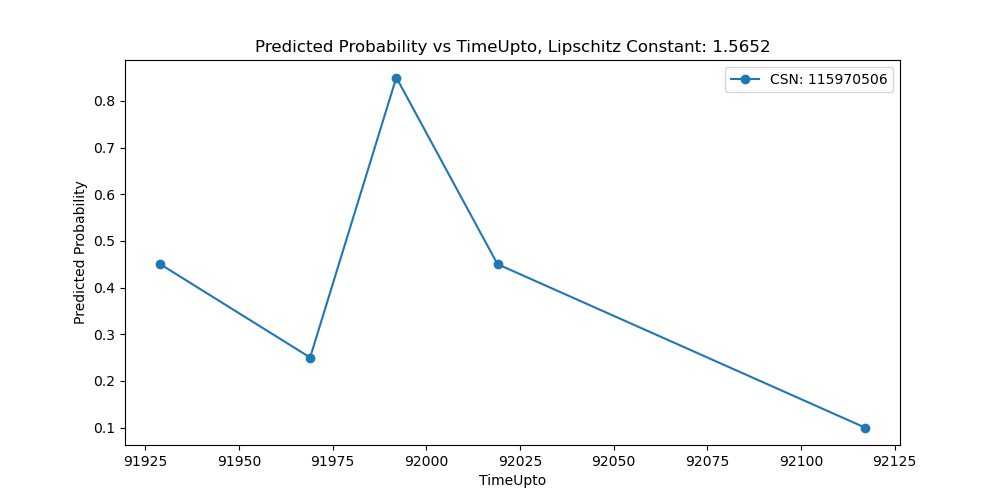 Predicted Probability vs TimeUpto, Lipschitz Constant: 1.5652
CSN: 115970506
Predicted Probability
0.8
0.7
0.6
0.5
0.4
0.3
0.2
0.1
91925 91950 91975 92000 92025 92050 92075 92100 92125
TimeUpto